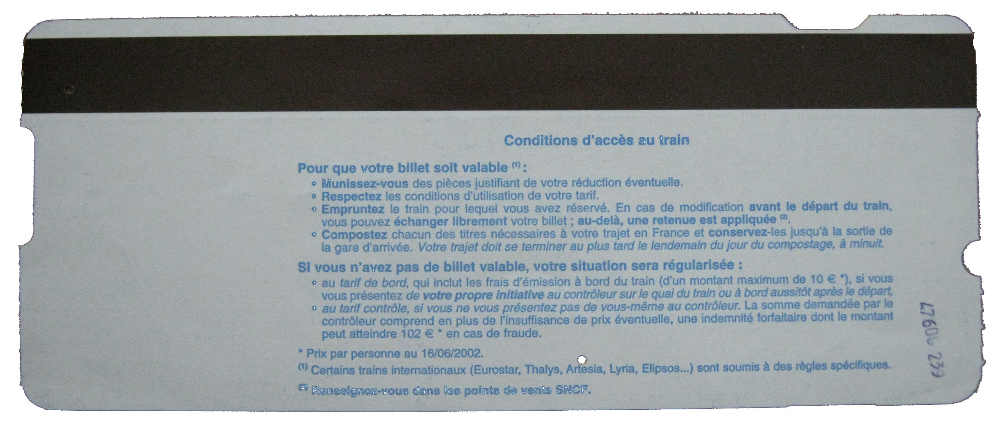 Conditions d'accès au train
Pour que votre billet soit valable (1) :
• Munissez-vous des pièces justifiant de votre réduction éventuelle.
• Respectez les conditions d'utilisation de votre tarif.
• Empruntez le train pour lequel vous avez réservé. En cas de modification avant le départ du train,
vous pouvez échanger librement votre billet ; au-delà, une retenue est appliquée (2).
• Compostez chacun des titres nécessaires à votre trajet en France et conservez-les jusqu'à la sortie de
la gare d'arrivée. Votre trajet doit se terminer au plus tard le lendemain du jour du compostage, à minuit.
Si vous n'avez pas de billet valable, votre situation sera régularisée :
• au tarif de bord, qui inclut les frais d'émission à bord du train (d'un montant maximum de 10 € *), si vous
vous présentez de votre propre initiative au contrôleur sur le quai du train ou à bord aussitôt après le départ,
• au tarif contrôle, si vous ne vous présentez pas de vous-même au contrôleur. La somme demandée par le
contrôleur comprend en plus de l'insuffisance de prix éventuelle, une indemnité forfaitaire dont le montant
peut atteindre 102 € * en cas de fraude.
* Prix par personne au 16/06/2002.
(1) Certains trains internationaux (Eurostar, Thalys, Artesia, Lyria, Elipsos...) sont soumis à des règles spécifiques.
(2) Renseignez-vous dans les points de vente SNCF.